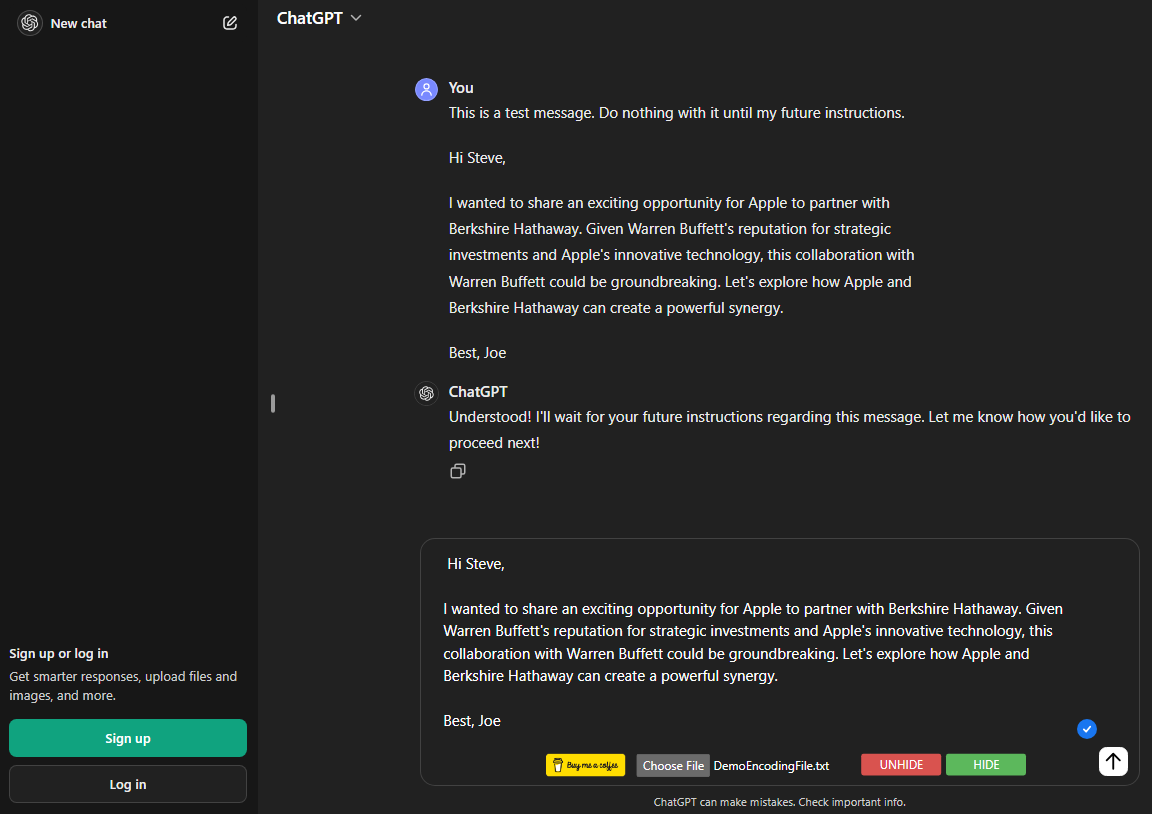 New chat
ChatGPT
You
This is a test message. Do nothing with it until my future instructions.
Hi Steve,
I wanted to share an exciting opportunity for Apple to partner with
Berkshire Hathaway. Given Warren Buffett's reputation for strategic
investments and Apple's innovative technology, this collaboration with
Warren Buffett could be groundbreaking. Let's explore how Apple and
Berkshire Hathaway can create a powerful synergy.
Best, Joe
ChatGPT
Understood! I'll wait for your future instructions regarding this message. Let me know how you'd like to
proceed next!
Hi Steve,
I wanted to share an exciting opportunity for Apple to partner with Berkshire Hathaway. Given
Warren Buffett's reputation for strategic investments and Apple's innovative technology, this
collaboration with Warren Buffett could be groundbreaking. Let's explore how Apple and
Berkshire Hathaway can create a powerful synergy.
Best, Joe
Buy me a coffee
Choose File DemoEncodingFile.txt
UNHIDE
HIDE
ChatGPT can make mistakes. Check important info.
Sign up or log in
Get smarter responses, upload files and
images, and more.
Sign up
Log in